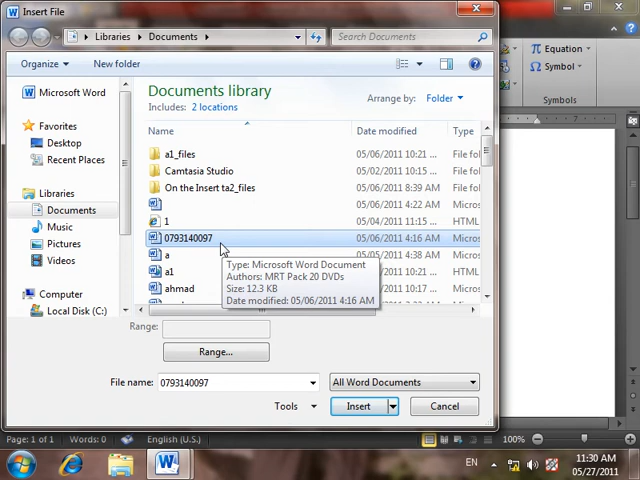 Insert File
Libraries
Documents
Search Documents
Organize
New folder
Equation
Symbol
Symbols
Microsoft Word
Favorites
Desktop
Recent Places
Libraries
Documents
Music
Pictures
Videos
Computer
Local Disk (C:)
Documents library
Includes: 2 locations
Arrange by: Folder
Name Date modified Type
a1_files 05/06/2011 10:21 ... File fol
Camtasia Studio 05/02/2011 10:15 ... File fol
On the Insert ta2_files 05/06/2011 8:39 AM File fol
05/06/2011 4:22 AM Micros
1 05/04/2011 11:15 ... HTML
0793140097 05/06/2011 4:16 AM Micros
a 05/05/2011 4:38 AM Micros
a1 05/06/2011 10:21 ... HTML
ahmad 05/06/2011 10:17 ... Micros
Type: Microsoft Word Document
Authors: MRT Pack 20 DVDs
Size: 12.3 KB
Date modified: 05/06/2011 4:16 AM
Range:
Range...
File name: 0793140097
All Word Documents
Tools
Insert
Cancel
7
Page: 1 of 1
Words: 0
English (U.S.)
100%
EN
11:30 AM
05/27/2011